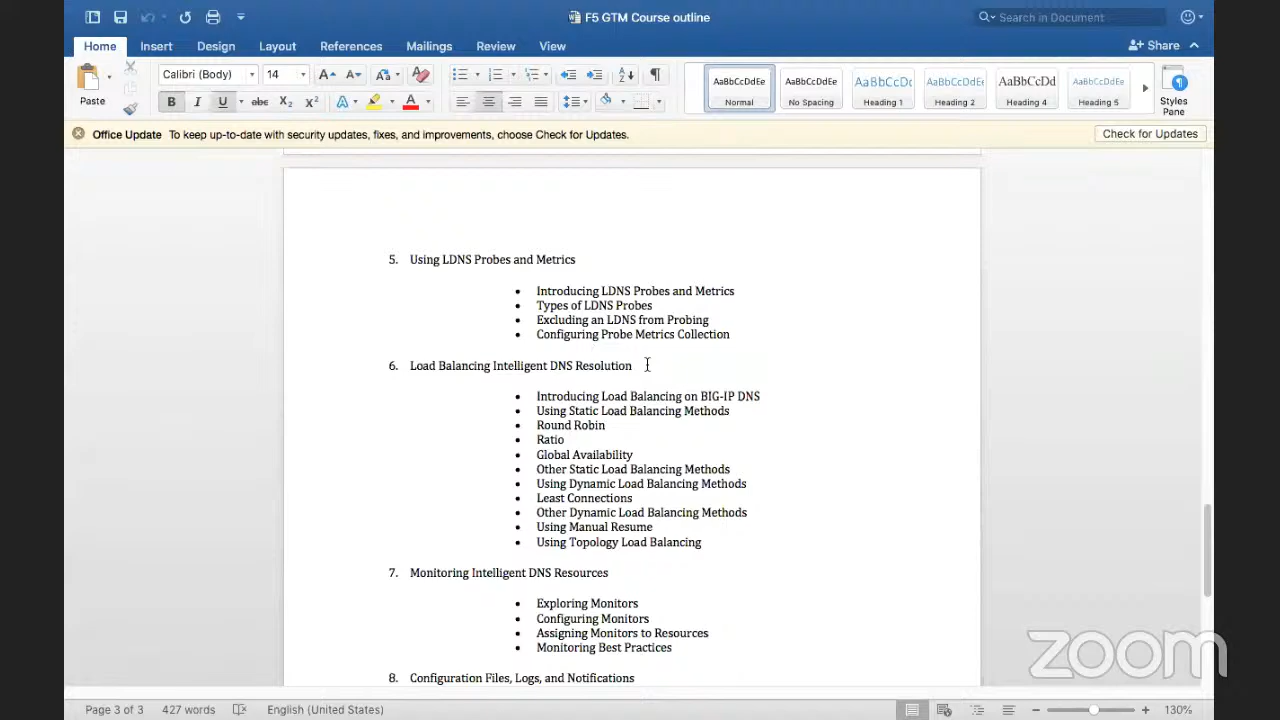 F5 GTM Course outline
Search in Document
Home Insert Design Layout References Mailings Review View
Share
Calibri (Body) 14
Paste
AaBbCcDdEe AaBbCcDdEe AaBbCcDc AaBbCcDdEe AaBbCcDd AaBbCcDdEe
Normal No Spacing Heading 1 Heading 2 Heading 4 Heading 5
Styles
Pane
B I U abc X₂ X² A A
Office Update To keep up-to-date with security updates, fixes, and improvements, choose Check for Updates.
Check for Updates
5. Using LDNS Probes and Metrics
• Introducing LDNS Probes and Metrics
• Types of LDNS Probes
• Excluding an LDNS from Probing
• Configuring Probe Metrics Collection
6. Load Balancing Intelligent DNS Resolution
• Introducing Load Balancing on BIG-IP DNS
• Using Static Load Balancing Methods
• Round Robin
• Ratio
• Global Availability
• Other Static Load Balancing Methods
• Using Dynamic Load Balancing Methods
• Least Connections
• Other Dynamic Load Balancing Methods
• Using Manual Resume
• Using Topology Load Balancing
7. Monitoring Intelligent DNS Resources
• Exploring Monitors
• Configuring Monitors
• Assigning Monitors to Resources
• Monitoring Best Practices
8. Configuration Files, Logs, and Notifications
zoom
Page 3 of 3 427 words English (United States) 130%